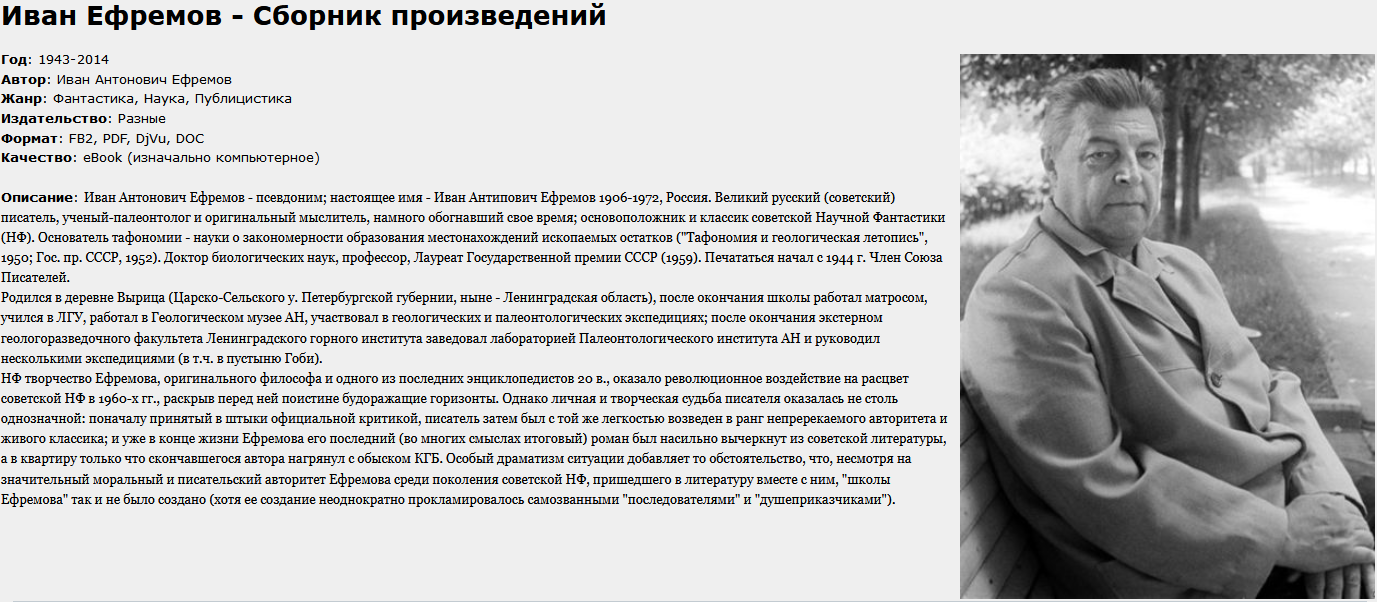 Иван Ефремов - Сборник произведений
Год: 1943-2014
Автор: Иван Антонович Ефремов
Жанр: Фантастика, Наука, Публицистика
Издательство: Разные
Формат: FB2, PDF, DjVu, DOC
Качество: eBook (изначально компьютерное)
Описание: Иван Антонович Ефремов - псевдоним; настоящее имя - Иван Антипович Ефремов 1906-1972, Россия. Великий русский (советский)
писатель, ученый-палеонтолог и оригинальный мыслитель, намного обогнавший свое время; основоположник и классик советской Научной Фантастики
(НФ). Основатель тафономии - науки о закономерности образования местонахождений ископаемых остатков ("Тафономия и геологическая летопись",
1950; Гос. пр. СССР, 1952). Доктор биологических наук, профессор, Лауреат Государственной премии СССР (1959). Печататься начал с 1944 г. Член Союза
Писателей.
Родился в деревне Вырица (Царско-Сельского у. Петербургской губернии, ныне - Ленинградская область), после окончания школы работал матросом,
учился в ЛГУ, работал в Геологическом музее АН, участвовал в геологических и палеонтологических экспедициях; после окончания экстерном
геологоразведочного факультета Ленинградского горного института заведовал лабораторией Палеонтологического института АН и руководил
несколькими экспедициями (в т.ч. в пустыню Гоби).
НФ творчество Ефремова, оригинального философа и одного из последних энциклопедистов 20 в., оказало революционное воздействие на расцвет
советской НФ в 1960-х гг., раскрыв перед ней поистине будоражащие горизонты. Однако личная и творческая судьба писателя оказалась не столь
однозначной: поначалу принятый в штыки официальной критикой, писатель затем был с той же легкостью возведен в ранг непререкаемого авторитета и
живого классика; и уже в конце жизни Ефремова его последний (во многих смыслах итоговый) роман был насильно вычеркнут из советской литературы,
а в квартиру только что скончавшегося автора нагрянул с обыском КГБ. Особый драматизм ситуации добавляет то обстоятельство, что, несмотря на
значительный моральный и писательский авторитет Ефремова среди поколения советской НФ, пришедшего в литературу вместе с ним, "школы
Ефремова" так и не было создано (хотя ее создание неоднократно прокламировалось самозванными "последователями" и "душеприказчиками").